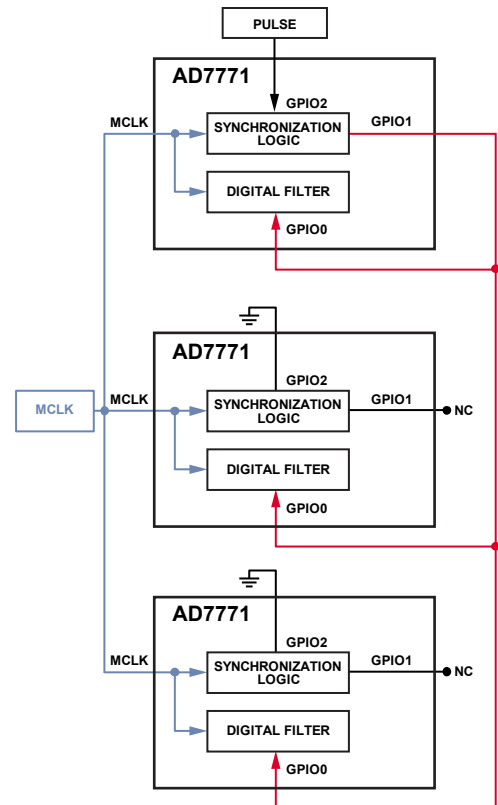 PULSE
AD7771
GPIO2
MCLK
SYNCHRONIZATION
LOGIC
GPIO1
DIGITAL FILTER
GPIO0
AD7771
GPIO2
MCLK
MCLK
SYNCHRONIZATION
LOGIC
GPIO1
NC
DIGITAL FILTER
GPIO0
AD7771
GPIO2
MCLK
SYNCHRONIZATION
LOGIC
GPIO1
NC
DIGITAL FILTER
GPIO0